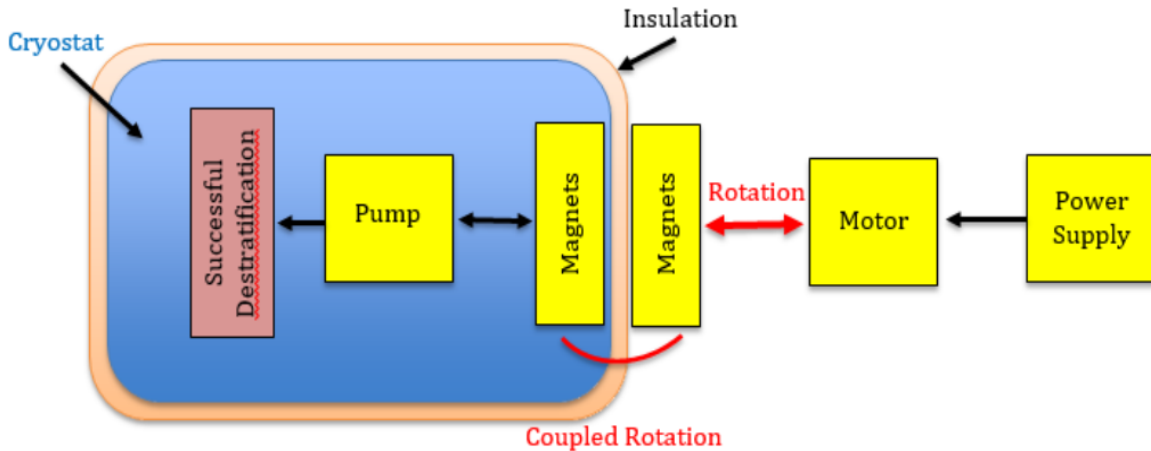 Insulation
Cryostat
Successful
Destratification
Pump
Magnets
Magnets
Rotation
Motor
Power
Supply
Coupled Rotation